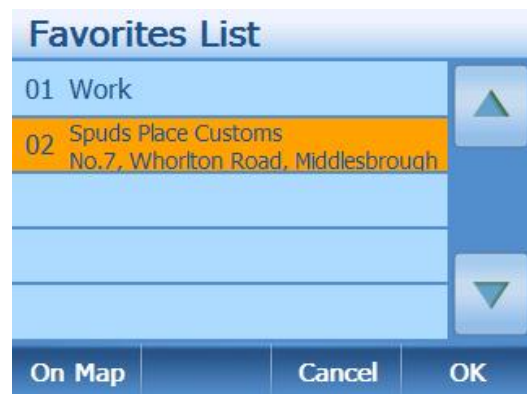 Favorites List
01 Work
02 Spuds Place Customs
No.7, Whorlton Road, Middlesbrough
On Map Cancel OK